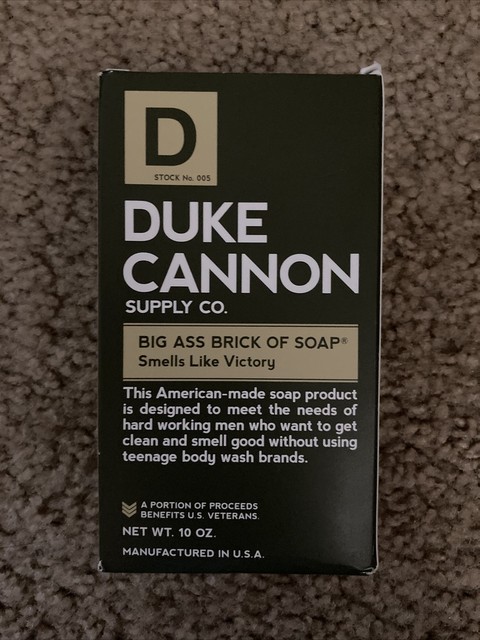 D
STOCK No. 005
DUKE
CANNON
SUPPLY CO.
BIG ASS BRICK OF SOAP®
Smells Like Victory
This American-made soap product
is designed to meet the needs of
hard working men who want to get
clean and smell good without using
teenage body wash brands.
A PORTION OF PROCEEDS
BENEFITS U.S. VETERANS.
NET WT. 10 OZ.
MANUFACTURED IN U.S.A.